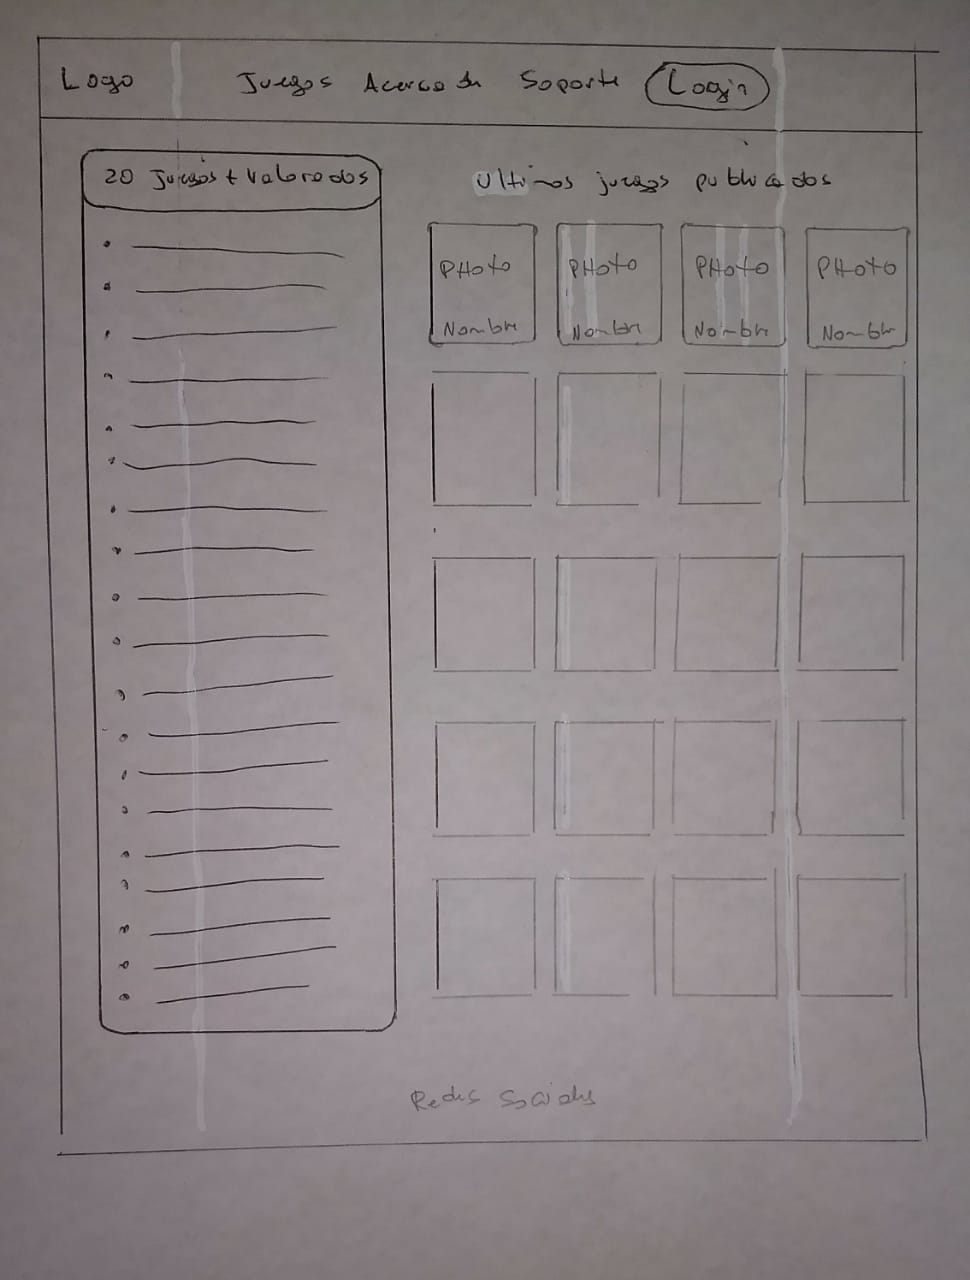 Logo Juegos Acerca de Soporte Login
20 Juegos + Valorados
Ultimos juegos publicados
PHoto PHoto PHoto PHoto
Nombre Nombre Nombre Nombre
Redes Sociales